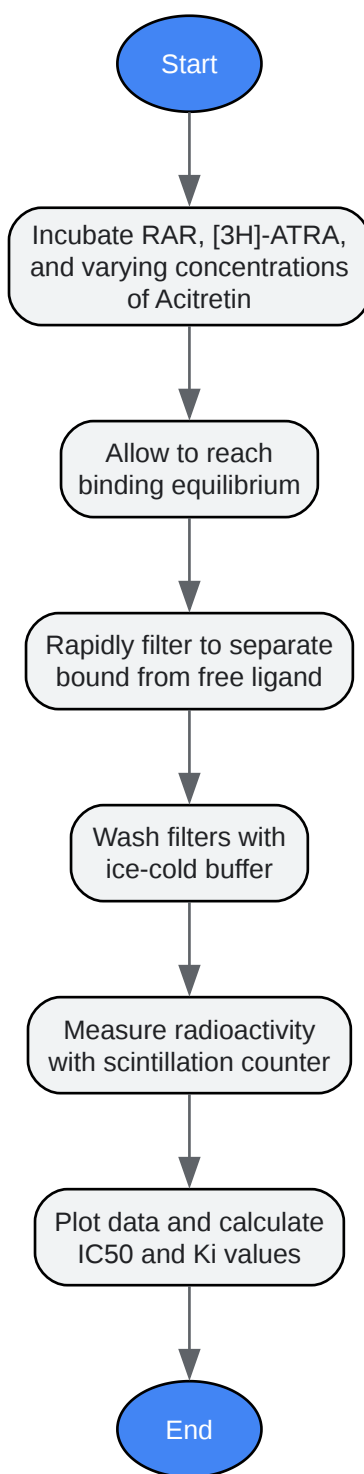 Start
Incubate RAR, [3H]-ATRA,
and varying concentrations
of Acitretin
Allow to reach
binding equilibrium
Rapidly filter to separate
bound from free ligand
Wash filters with
ice-cold buffer
Measure radioactivity
with scintillation counter
Plot data and calculate
IC50 and Ki values
End